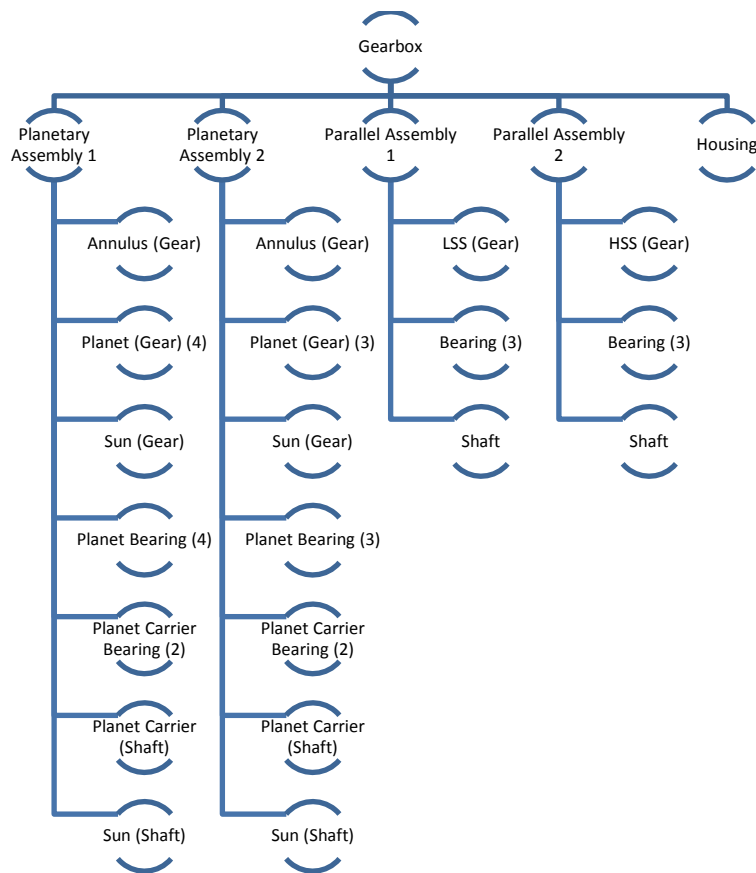 Gearbox
Planetary
Assembly 1
Planetary
Assembly 2
Parallel Assembly
1
Parallel Assembly
2
Housing
Annulus (Gear)
Annulus (Gear)
LSS (Gear)
HSS (Gear)
Planet (Gear) (4)
Planet (Gear) (3)
Bearing (3)
Bearing (3)
Sun (Gear)
Sun (Gear)
Shaft
Shaft
Planet Bearing (4)
Planet Bearing (3)
Planet Carrier
Bearing (2)
Planet Carrier
Bearing (2)
Planet Carrier
(Shaft)
Planet Carrier
(Shaft)
Sun (Shaft)
Sun (Shaft)